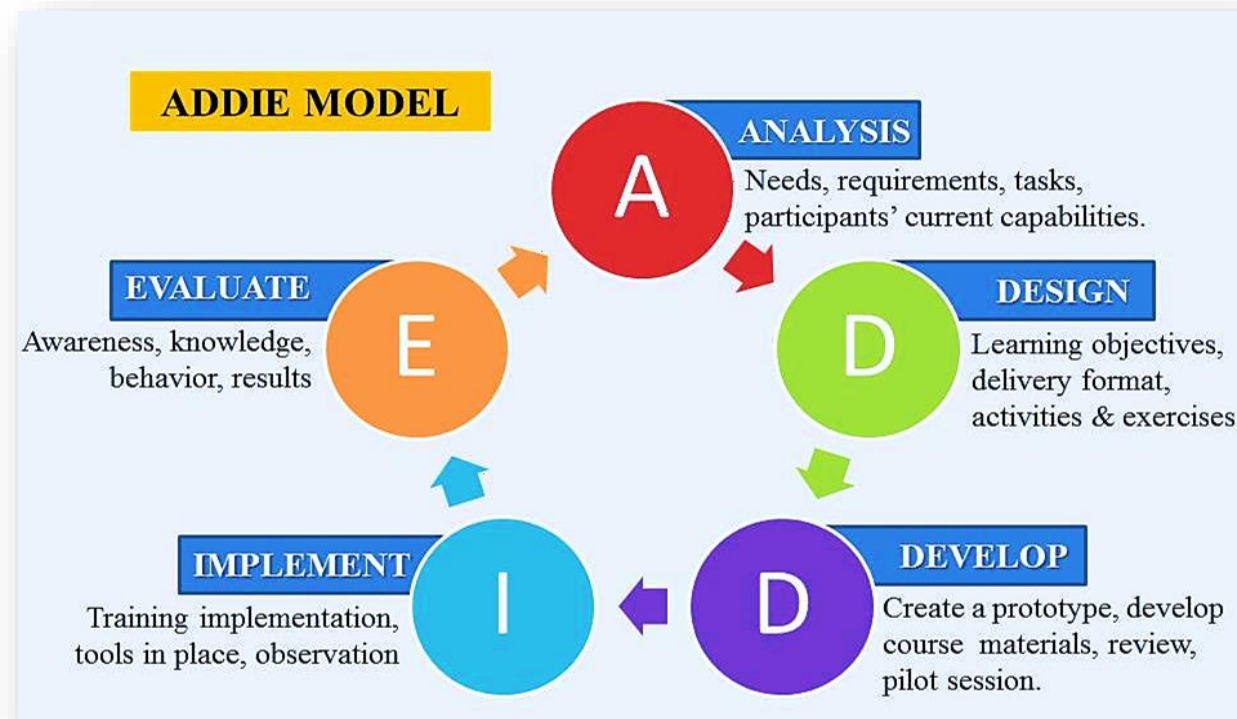 ADDIE MODEL
A
ANALYSIS
Needs, requirements, tasks,
participants’ current capabilities.
D
DESIGN
Learning objectives,
delivery format,
activities & exercises
D
DEVELOP
Create a prototype, develop
course materials, review,
pilot session.
I
IMPLEMENT
Training implementation,
tools in place, observation
E
EVALUATE
Awareness, knowledge,
behavior, results